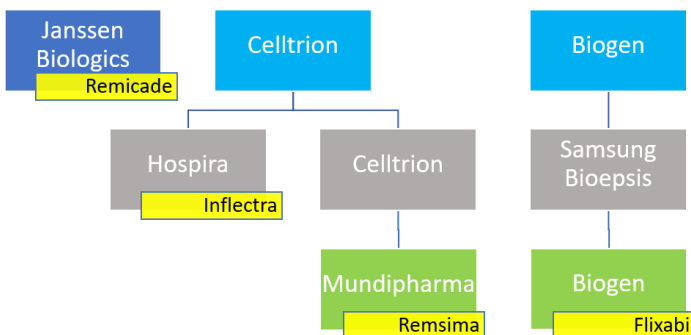 Janssen
Biologics
Remicade
Celltrion
Biogen
Hospira
Inflectra
Celltrion
Samsung
Bioepsis
Mundipharma
Remsima
Biogen
Flixabi